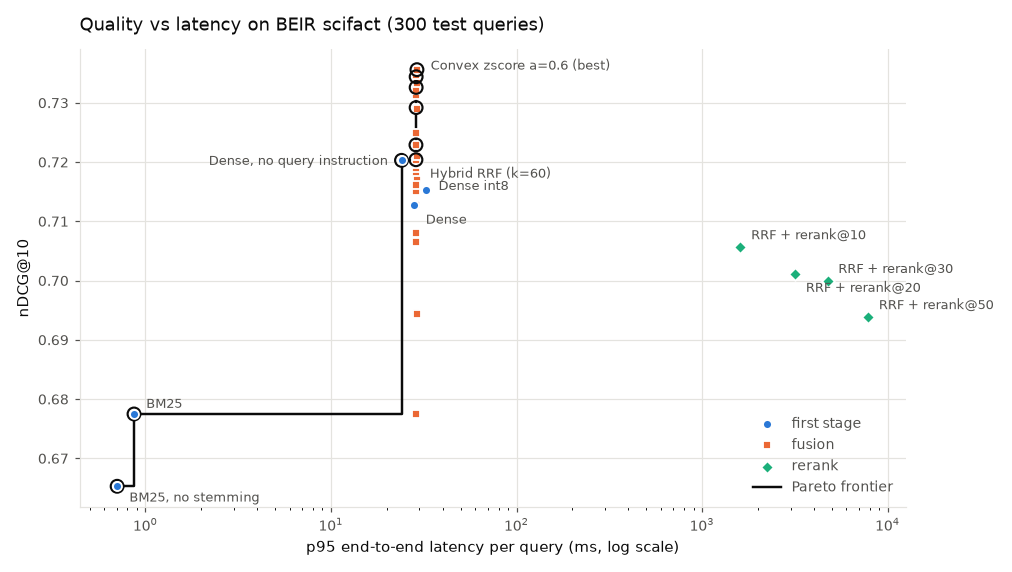 Quality vs latency on BEIR scifact (300 test queries)
Convex zscore a=0.6 (best)
0.73
Dense, no query instruction
0.72
Hybrid RRF (k=60)
Dense int8
Dense
0.71
RRF + rerank@10
RRF + rerank@30
0.70
RRF + rerank@20
RRF + rerank@50
0.69
0.68
BM25
0.67
BM25, no stemming
nDCG@10
first stage
fusion
rerank
Pareto frontier
10⁰
10¹
10²
10³
10⁴
p95 end-to-end latency per query (ms, log scale)